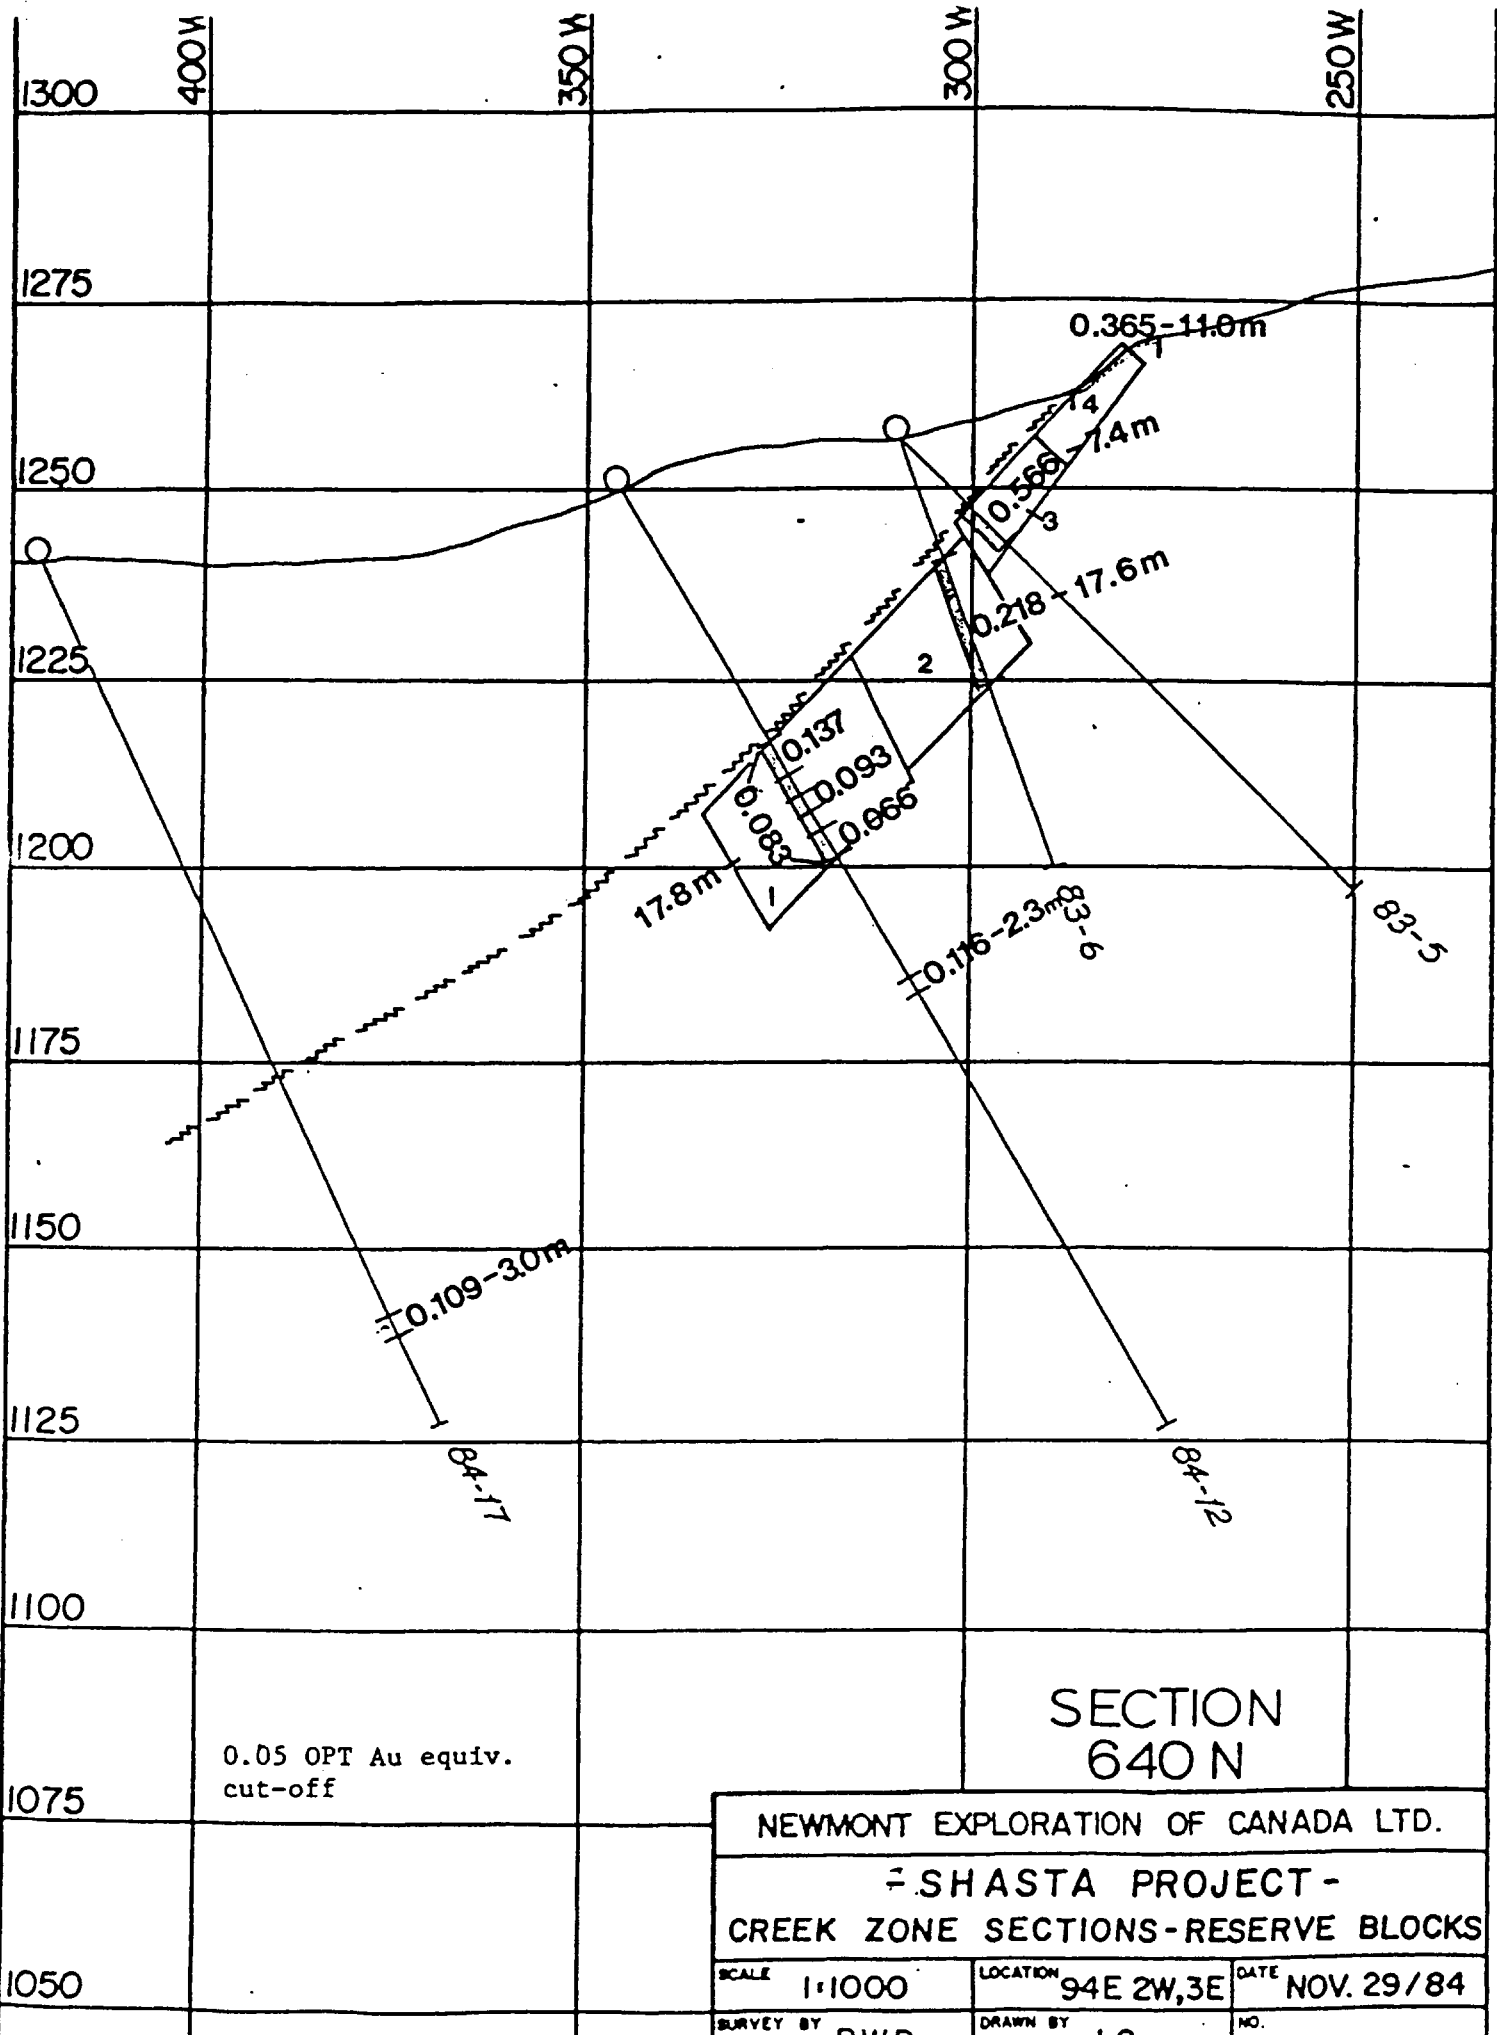 400W
350W
300W
250W
1300
1275
0.365-11.0m
4
0.566 - 7.4m
1250
3
0.218 - 17.6m
1225
2
0.137
0.093
0.066
0.083
1200
17.8m
1
0.116-2.3m
83-6
83-5
1175
1150
0.109-3.0m
1125
84-17
84-12
1100
SECTION
640 N
0.05 OPT Au equiv.
cut-off
1075
NEWMONT EXPLORATION OF CANADA LTD.
- SHASTA PROJECT -
CREEK ZONE SECTIONS - RESERVE BLOCKS
1050
SCALE 1:1000
LOCATION 94E 2W,3E
DATE NOV. 29/84
SURVEY BY
DRAWN BY
NO.